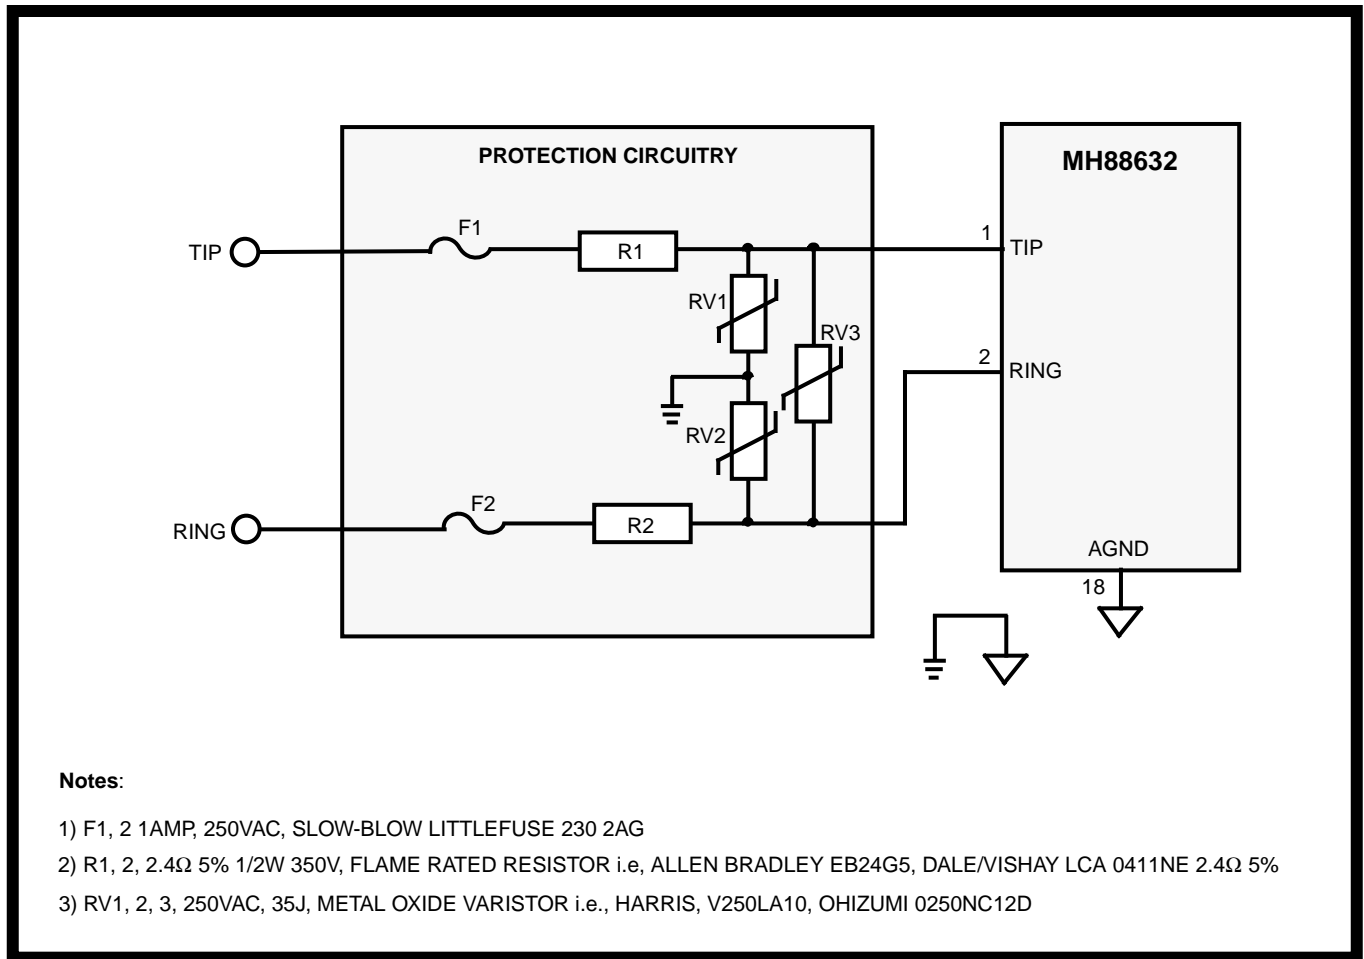 PROTECTION CIRCUITRY
MH88632
F1
TIP
R1
1
TIP
RV1
RV3
2
RING
RV2
F2
RING
R2
AGND
18
Notes:
1) F1, 2 1AMP, 250VAC, SLOW-BLOW LITTLEFUSE 230 2AG
2) R1, 2, 2.4Ω 5% 1/2W 350V, FLAME RATED RESISTOR i.e, ALLEN BRADLEY EB24G5, DALE/VISHAY LCA 0411NE 2.4Ω 5%
3) RV1, 2, 3, 250VAC, 35J, METAL OXIDE VARISTOR i.e., HARRIS, V250LA10, OHIZUMI 0250NC12D